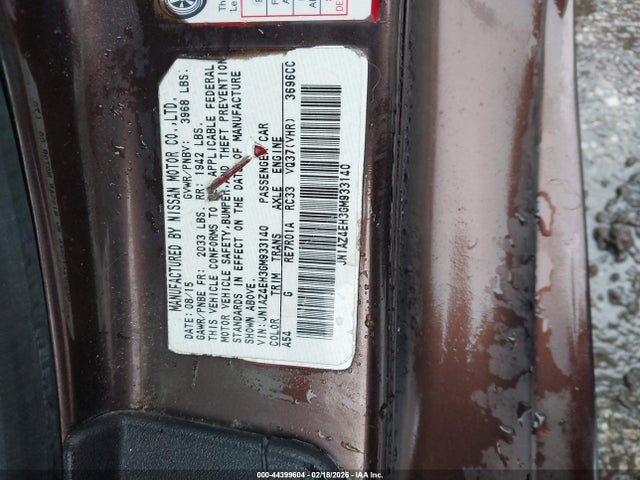 MANUFACTURED BY NISSAN MOTOR CO.,LTD.
DATE: 08/15 GVWR/PNBV: 3968 LBS.
GAWR/PNBE FR: 2033 LBS. RR: 1942 LBS.
THIS VEHICLE CONFORMS TO APPLICABLE FEDERAL
MOTOR VEHICLE SAFETY, BUMPER, AND THEFT PREVENTION
STANDARDS IN EFFECT ON THE DATE OF MANUFACTURE
SHOWN ABOVE.
VIN: JN1AZ4EH3GM933140 PASSENGER CAR
COLOR TRIM TRANS AXLE ENGINE
A54 G RE7R01A RC33 VQ37(VHR) 3696CC
JN1AZ4EH3GM933140
000-44399604 - 02/18/2026 - IAA Inc.